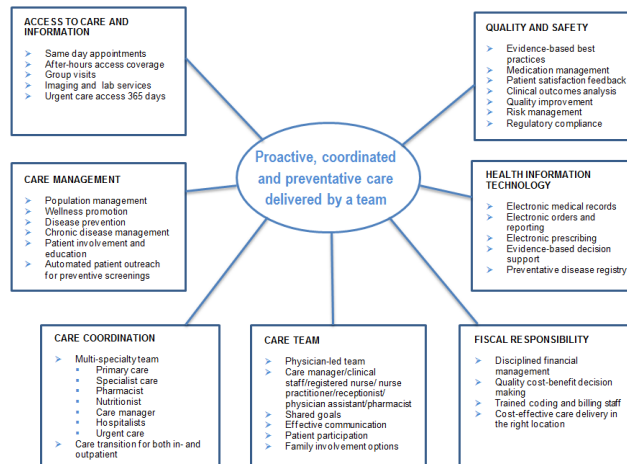 ACCESS TO CARE AND
INFORMATION
➢ Same day appointments
➢ After-hours access coverage
➢ Group visits
➢ Imaging and lab services
➢ Urgent care access 365 days
QUALITY AND SAFETY
➢ Evidence-based best
practices
➢ Medication management
➢ Patient satisfaction feedback
➢ Clinical outcomes analysis
➢ Quality improvement
➢ Risk management
➢ Regulatory compliance
Proactive, coordinated
and preventative care
delivered by a team
CARE MANAGEMENT
➢ Population management
➢ Wellness promotion
➢ Disease prevention
➢ Chronic disease management
➢ Patient involvement and
education
➢ Automated patient outreach
for preventive screenings
HEALTH INFORMATION
TECHNOLOGY
➢ Electronic medical records
➢ Electronic orders and
reporting
➢ Electronic prescribing
➢ Evidence-based decision
support
➢ Preventative disease registry
CARE COORDINATION
➢ Multi-specialty team
▪ Primary care
▪ Specialist care
▪ Pharmacist
▪ Nutritionist
▪ Care manager
▪ Hospitalists
▪ Urgent care
➢ Care transition for both in- and
outpatient
CARE TEAM
➢ Physician-led team
➢ Care manager/clinical
staff/registered nurse/ nurse
practitioner/receptionist/
physician assistant/pharmacist
➢ Shared goals
➢ Effective communication
➢ Patient participation
➢ Family involvement options
FISCAL RESPONSIBILITY
➢ Disciplined financial
management
➢ Quality cost-benefit decision
making
➢ Trained coding and billing staff
➢ Cost-effective care delivery in
the right location